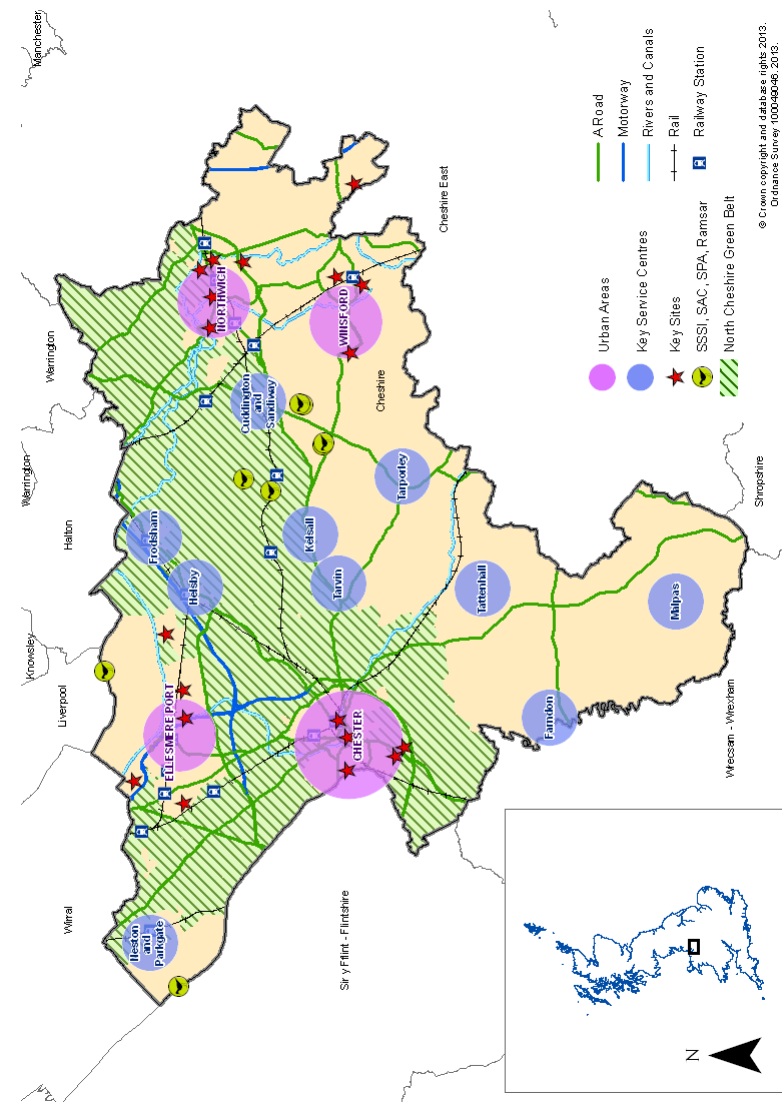 Manchester
Warrington
Warrington
Halton
Knowsley
Liverpool
Wirral
Cheshire East
Cheshire
Shropshire
Wrecsam - Wrexham
Sir y Fflint - Flintshire
NORTHWICH
WINSFORD
Cuddington
and
Sandiway
Frodsham
Helsby
Kelsall
Tarvin
Tarporley
Tattenhall
Malpas
Farndon
ELLESMERE PORT
CHESTER
Neston
and
Parkgate
Urban Areas
Key Service Centres
Key Sites
SSSI, SAC, SPA, Ramsar
North Cheshire Green Belt
A Road
Motorway
Rivers and Canals
Rail
Railway Station
N
© Crown copyright and database rights 2013.
Ordnance Survey 100049046. 2013.